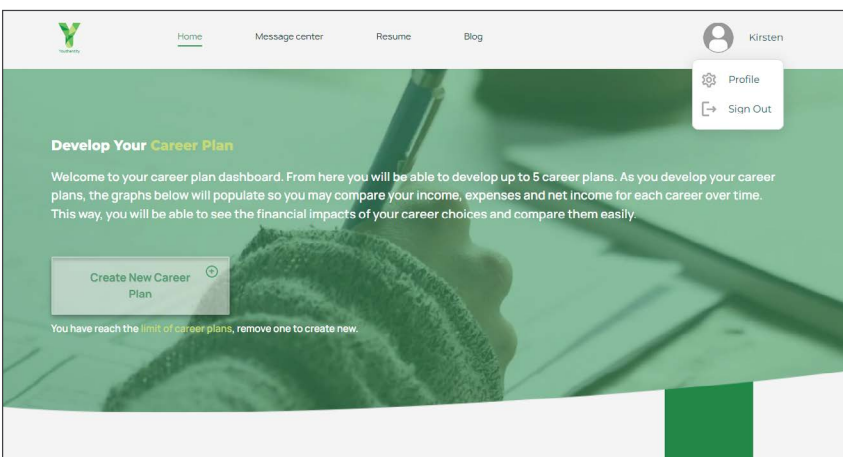 Youthentity
Home Message center Resume Blog Kirsten
Profile
Sign Out
Develop Your Career Plan
Welcome to your career plan dashboard. From here you will be able to develop up to 5 career plans. As you develop your career
plans, the graphs below will populate so you may compare your income, expenses and net income for each career over time.
This way, you will be able to see the financial impacts of your career choices and compare them easily.
Create New Career
Plan
You have reach the limit of career plans, remove one to create new.